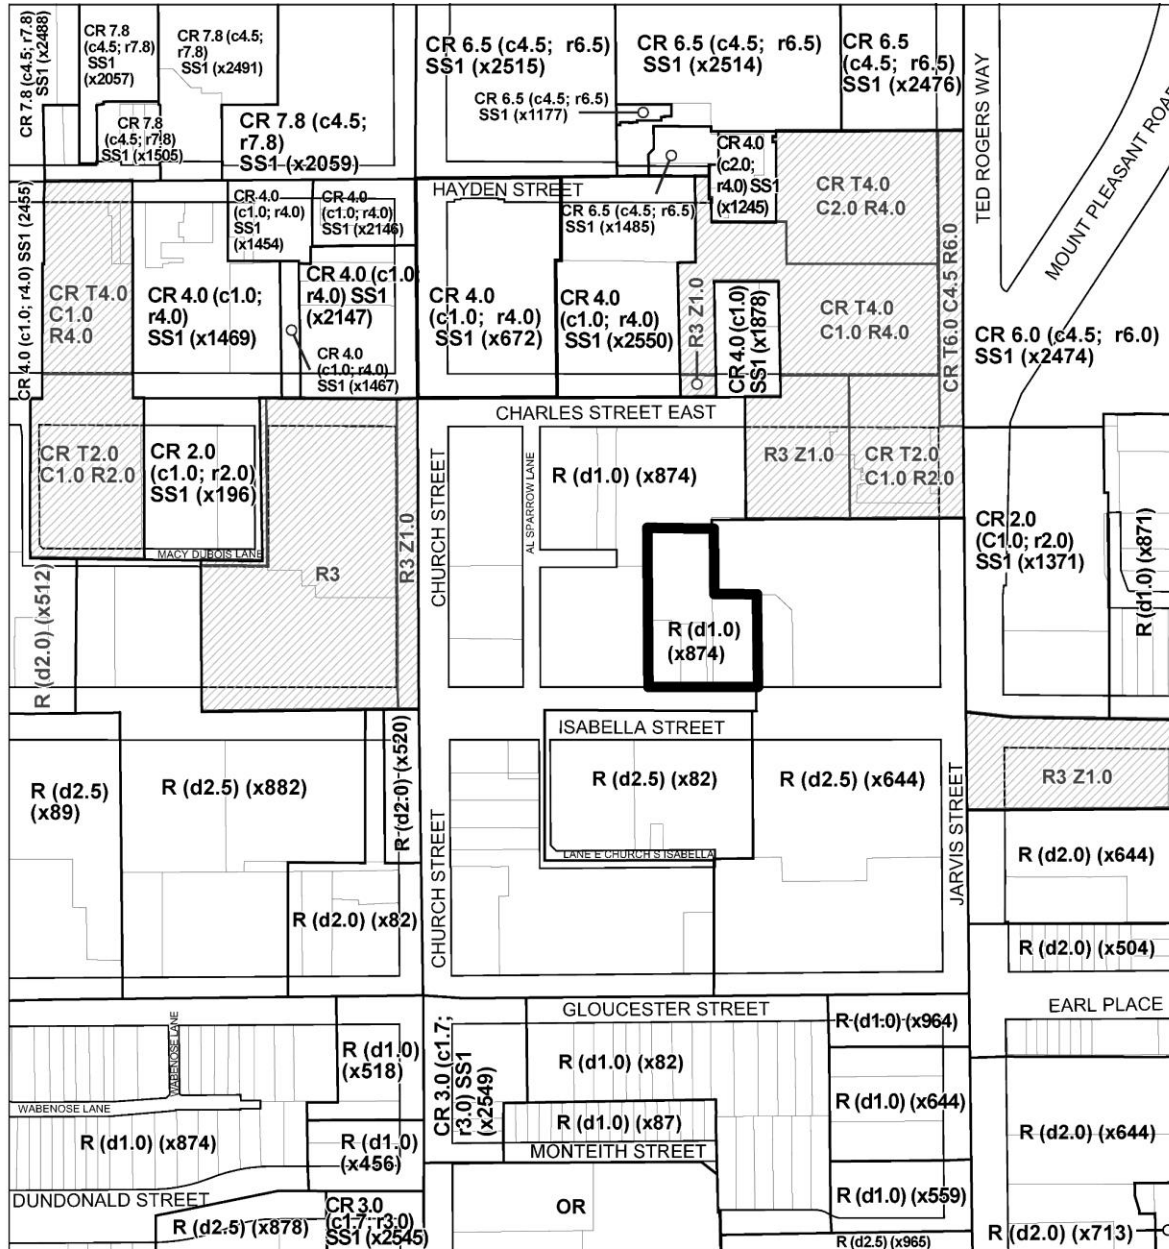 CR 7.8 (c4.5; r7.8)
SS1 (x2488)
CR 7.8
(c4.5; r7.8)
SS1
(x2057)
CR 7.8 (c4.5;
r7.8)
SS1 (x2491)
CR 7.8
(c4.5; r7.8)
SS1 (x1505)
CR 7.8 (c4.5;
r7.8)
SS1 (x2059)
CR 6.5 (c4.5; r6.5)
SS1 (x2515)
CR 6.5 (c4.5; r6.5)
SS1 (x2514)
CR 6.5
(c4.5; r6.5)
SS1 (x2476)
CR 6.5 (c4.5; r6.5)
SS1 (x1177)
TED ROGERS WAY
MOUNT PLEASANT ROAD
CR 4.0
(c2.0;
r4.0) SS1
(x1245)
CR T4.0
C2.0 R4.0
HAYDEN STREET
CR 4.0 (c1.0; r4.0) SS1 (2455)
CR T4.0
C1.0
R4.0
CR 4.0
(c1.0; r4.0)
SS1
(x1454)
CR 4.0
(c1.0; r4.0)
SS1 (x2146)
CR 6.5 (c4.5; r6.5)
SS1 (x1485)
CR 4.0 (c1.0;
r4.0)
SS1 (x1469)
CR 4.0 (c1.0;
r4.0) SS1
(x2147)
CR 4.0
(c1.0; r4.0)
SS1 (x1467)
CR 4.0
(c1.0; r4.0)
SS1 (x672)
CR 4.0
(c1.0; r4.0)
SS1 (x2550)
R3 Z1.0
CR 4.0 (c1.0)
SS1 (x1878)
CR T4.0
C1.0 R4.0
CR T6.0 C4.5 R6.0
CR 6.0 (c4.5; r6.0)
SS1 (x2474)
CHARLES STREET EAST
CR T2.0
C1.0 R2.0
CR 2.0
(c1.0; r2.0)
SS1 (x196)
MACY DUBOIS LANE
R3
R3 Z1.0
CHURCH STREET
AL SPARROW LANE
R (d1.0) (x874)
R3 Z1.0
CR T2.0
C1.0 R2.0
CR 2.0
(C1.0; r2.0)
SS1 (x1371)
R (d1.0) (x871)
R (d2.0) (x512)
R (d1.0)
(x874)
ISABELLA STREET
R (d2.5)
(x89)
R (d2.5) (x882)
R (d2.0) (x520)
R (d2.5) (x82)
R (d2.5) (x644)
JARVIS STREET
R3 Z1.0
LANE E CHURCH S ISABELLA
R (d2.0) (x644)
R (d2.0) (x82)
CHURCH STREET
R (d2.0) (x504)
GLOUCESTER STREET
EARL PLACE
WABENOSE LANE
WABENOSE LANE
R (d1.0)
(x518)
CR 3.0 (c1.7;
r3.0) SS1
(x2549)
R (d1.0) (x82)
R (d1.0) (x964)
R (d1.0) (x644)
R (d1.0) (x874)
R (d1.0)
(x456)
R (d1.0) (x87)
MONTEITH STREET
R (d2.0) (x644)
DUNDONALD STREET
R (d2.5) (x878)
CR 3.0
(c1.7; r3.0)
SS1 (x2545)
OR
R (d1.0) (x559)
R (d2.5) (x965)
R (d2.0) (x713)